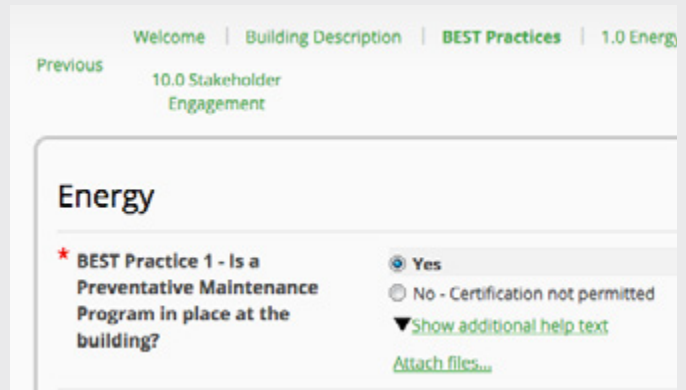 Welcome | Building Description | BEST Practices | 1.0 Energy
Previous
10.0 Stakeholder
Engagement
Energy
* BEST Practice 1 - Is a
Preventative Maintenance
Program in place at the
building?
Yes
No - Certification not permitted
▼Show additional help text
Attach files...